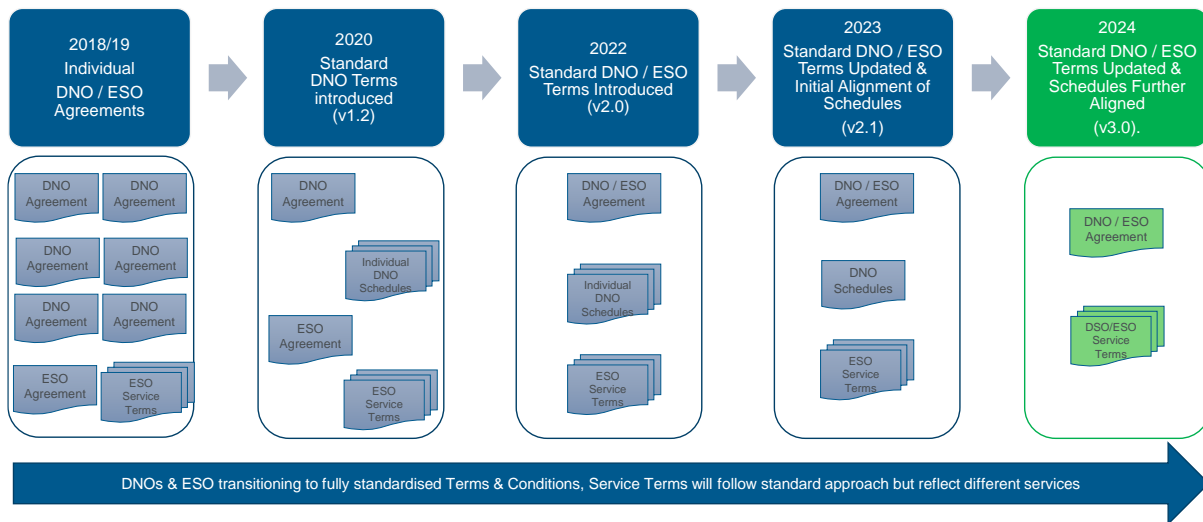 2018/19
Individual
DNO / ESO
Agreements
2020
Standard
DNO Terms
introduced
(v1.2)
2022
Standard DNO / ESO
Terms Introduced
(v2.0)
2023
Standard DNO / ESO
Terms Updated &
Initial Alignment of
Schedules
(v2.1)
2024
Standard DNO / ESO
Terms Updated &
Schedules Further
Aligned
(v3.0).
DNO
Agreement
DNO
Agreement
DNO
Agreement
DNO
Agreement
DNO
Agreement
DNO
Agreement
ESO
Agreement
ESO
Service
Terms
DNO
Agreement
Individual
DNO
Schedules
ESO
Agreement
ESO
Service
Terms
DNO / ESO
Agreement
Individual
DNO
Schedules
ESO
Service
Terms
DNO / ESO
Agreement
DNO
Schedules
ESO
Service
Terms
DNO / ESO
Agreement
DSO/ESO
Service
Terms
DNOs & ESO transitioning to fully standardised Terms & Conditions, Service Terms will follow standard approach but reflect different services